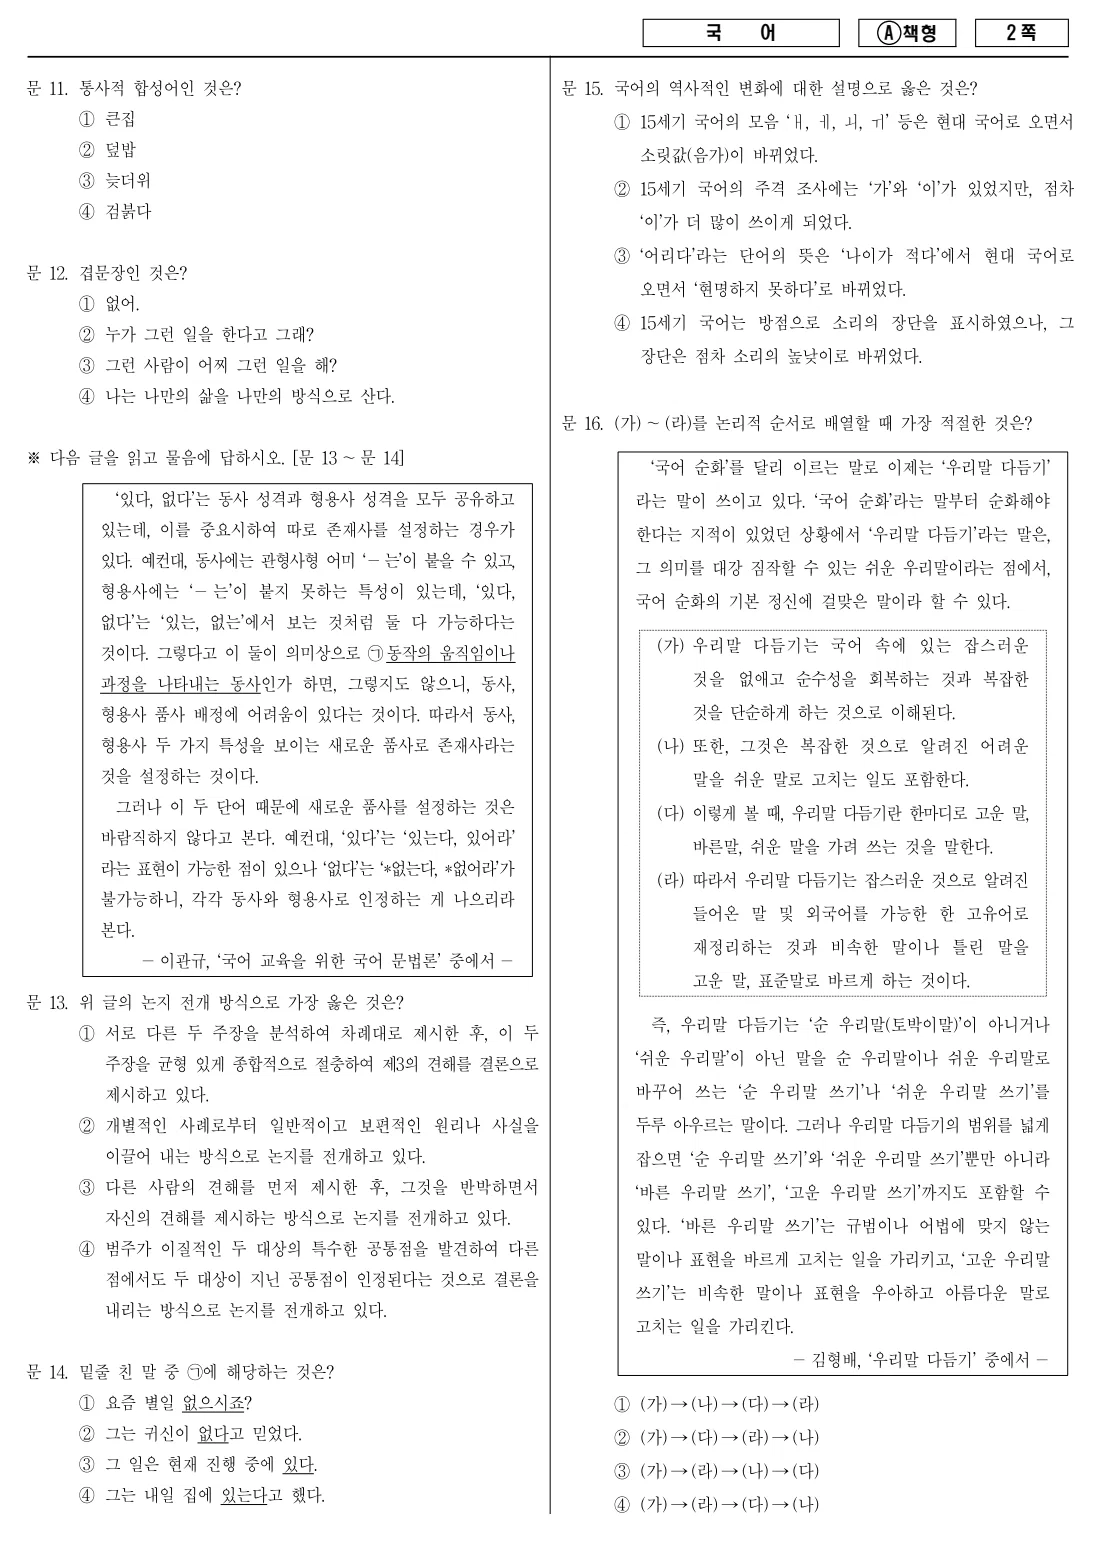 국 어
Ⓐ책형
2쪽
문 11. 통사적 합성어인 것은?
① 큰집
② 덮밥
③ 늦더위
④ 검붉다
문 12. 겹문장인 것은?
① 없어.
② 누가 그런 일을 한다고 그래?
③ 그런 사람이 어찌 그런 일을 해?
④ 나는 나만의 삶을 나만의 방식으로 산다.
※ 다음 글을 읽고 물음에 답하시오. [문 13 ~ 문 14]
‘있다, 없다’는 동사 성격과 형용사 성격을 모두 공유하고
있는데, 이를 중요시하여 따로 존재사를 설정하는 경우가
있다. 예컨대, 동사에는 관형사형 어미 ‘－는’이 붙을 수 있고,
형용사에는 ‘－는’이 붙지 못하는 특성이 있는데, ‘있다,
없다’는 ‘있는, 없는’에서 보는 것처럼 둘 다 가능하다는
것이다. 그렇다고 이 둘이 의미상으로 ㉠동작의 움직임이나
과정을 나타내는 동사인가 하면, 그렇지도 않으니, 동사,
형용사 품사 배정에 어려움이 있다는 것이다. 따라서 동사,
형용사 두 가지 특성을 보이는 새로운 품사로 존재사라는
것을 설정하는 것이다.
그러나 이 두 단어 때문에 새로운 품사를 설정하는 것은
바람직하지 않다고 본다. 예컨대, ‘있다’는 ‘있는다, 있어라’
라는 표현이 가능한 점이 있으나 ‘없다’는 ‘*없는다, *없어라’가
불가능하니, 각각 동사와 형용사로 인정하는 게 나으리라
본다.
－ 이관규, ‘국어 교육을 위한 국어 문법론’ 중에서 －
문 13. 위 글의 논지 전개 방식으로 가장 옳은 것은?
① 서로 다른 두 주장을 분석하여 차례대로 제시한 후, 이 두
주장을 균형 있게 종합적으로 절충하여 제3의 견해를 결론으로
제시하고 있다.
② 개별적인 사례로부터 일반적이고 보편적인 원리나 사실을
이끌어 내는 방식으로 논지를 전개하고 있다.
③ 다른 사람의 견해를 먼저 제시한 후, 그것을 반박하면서
자신의 견해를 제시하는 방식으로 논지를 전개하고 있다.
④ 범주가 이질적인 두 대상의 특수한 공통점을 발견하여 다른
점에서도 두 대상이 지닌 공통점이 인정된다는 것으로 결론을
내리는 방식으로 논지를 전개하고 있다.
문 14. 밑줄 친 말 중 ㉠에 해당하는 것은?
① 요즘 별일 없으시죠?
② 그는 귀신이 없다고 믿었다.
③ 그 일은 현재 진행 중에 있다.
④ 그는 내일 집에 있는다고 했다.
문 15. 국어의 역사적인 변화에 대한 설명으로 옳은 것은?
① 15세기 국어의 모음 ‘ㅐ, ㅔ, ㅚ, ㅟ’ 등은 현대 국어로 오면서
소릿값(음가)이 바뀌었다.
② 15세기 국어의 주격 조사에는 ‘가’와 ‘이’가 있었지만, 점차
‘이’가 더 많이 쓰이게 되었다.
③ ‘어리다’라는 단어의 뜻은 ‘나이가 적다’에서 현대 국어로
오면서 ‘현명하지 못하다’로 바뀌었다.
④ 15세기 국어는 방점으로 소리의 장단을 표시하였으나, 그
장단은 점차 소리의 높낮이로 바뀌었다.
문 16. (가) ~ (라)를 논리적 순서로 배열할 때 가장 적절한 것은?
‘국어 순화’를 달리 이르는 말로 이제는 ‘우리말 다듬기’
라는 말이 쓰이고 있다. ‘국어 순화’라는 말부터 순화해야
한다는 지적이 있었던 상황에서 ‘우리말 다듬기’라는 말은,
그 의미를 대강 짐작할 수 있는 쉬운 우리말이라는 점에서,
국어 순화의 기본 정신에 걸맞은 말이라 할 수 있다.
(가) 우리말 다듬기는 국어 속에 있는 잡스러운
것을 없애고 순수성을 회복하는 것과 복잡한
것을 단순하게 하는 것으로 이해된다.
(나) 또한, 그것은 복잡한 것으로 알려진 어려운
말을 쉬운 말로 고치는 일도 포함한다.
(다) 이렇게 볼 때, 우리말 다듬기란 한마디로 고운 말,
바른말, 쉬운 말을 가려 쓰는 것을 말한다.
(라) 따라서 우리말 다듬기는 잡스러운 것으로 알려진
들어온 말 및 외국어를 가능한 한 고유어로
재정리하는 것과 비속한 말이나 틀린 말을
고운 말, 표준말로 바르게 하는 것이다.
즉, 우리말 다듬기는 ‘순 우리말(토박이말)’이 아니거나
‘쉬운 우리말’이 아닌 말을 순 우리말이나 쉬운 우리말로
바꾸어 쓰는 ‘순 우리말 쓰기’나 ‘쉬운 우리말 쓰기’를
두루 아우르는 말이다. 그러나 우리말 다듬기의 범위를 넓게
잡으면 ‘순 우리말 쓰기’와 ‘쉬운 우리말 쓰기’뿐만 아니라
‘바른 우리말 쓰기’, ‘고운 우리말 쓰기’까지도 포함할 수
있다. ‘바른 우리말 쓰기’는 규범이나 어법에 맞지 않는
말이나 표현을 바르게 고치는 일을 가리키고, ‘고운 우리말
쓰기’는 비속한 말이나 표현을 우아하고 아름다운 말로
고치는 일을 가리킨다.
－ 김형배, ‘우리말 다듬기’ 중에서 －
① (가)→(나)→(다)→(라)
② (가)→(다)→(라)→(나)
③ (가)→(라)→(나)→(다)
④ (가)→(라)→(다)→(나)